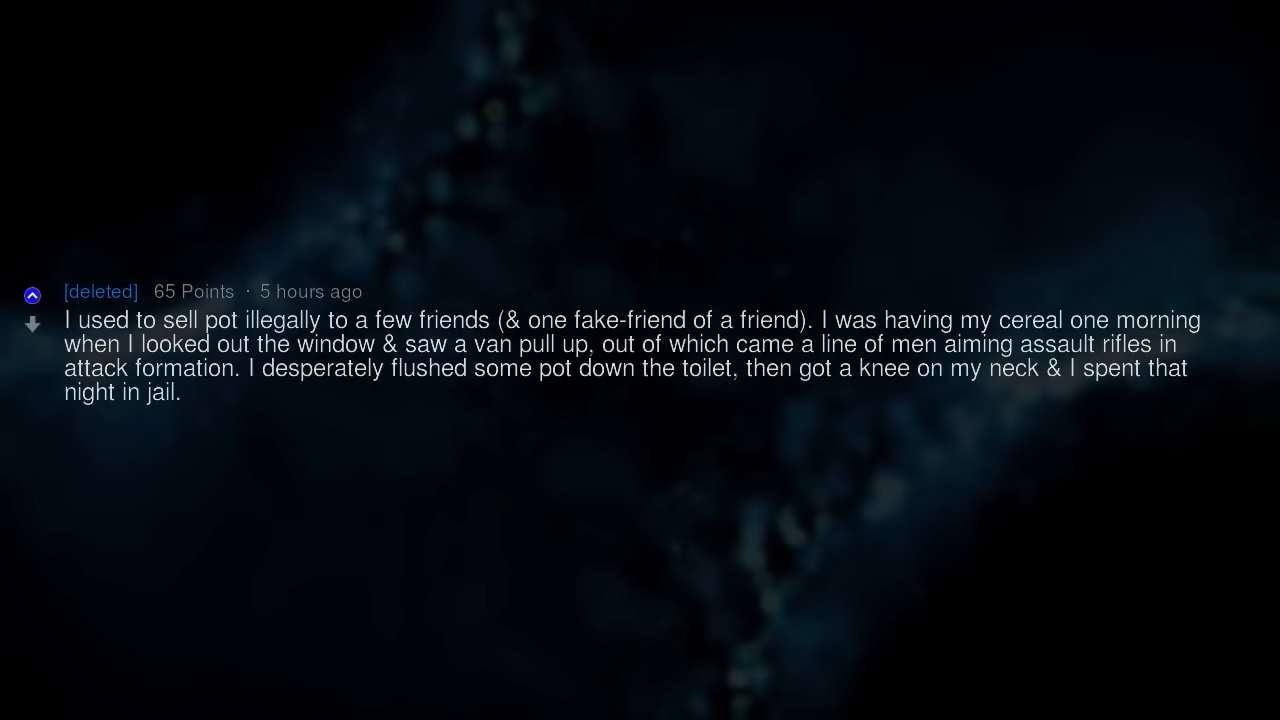 [deleted] 65 Points · 5 hours ago
I used to sell pot illegally to a few friends (& one fake-friend of a friend). I was having my cereal one morning
when I looked out the window & saw a van pull up, out of which came a line of men aiming assault rifles in
attack formation. I desperately flushed some pot down the toilet, then got a knee on my neck & I spent that
night in jail.